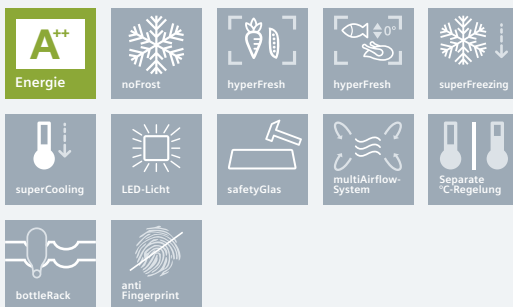 A++
Energie
noFrost
hyperFresh
0°
hyperFresh
superFreezing
superCooling
LED-Licht
safetyGlas
multiAirflow-
System
Separate
°C-Regelung
bottleRack
anti
Fingerprint